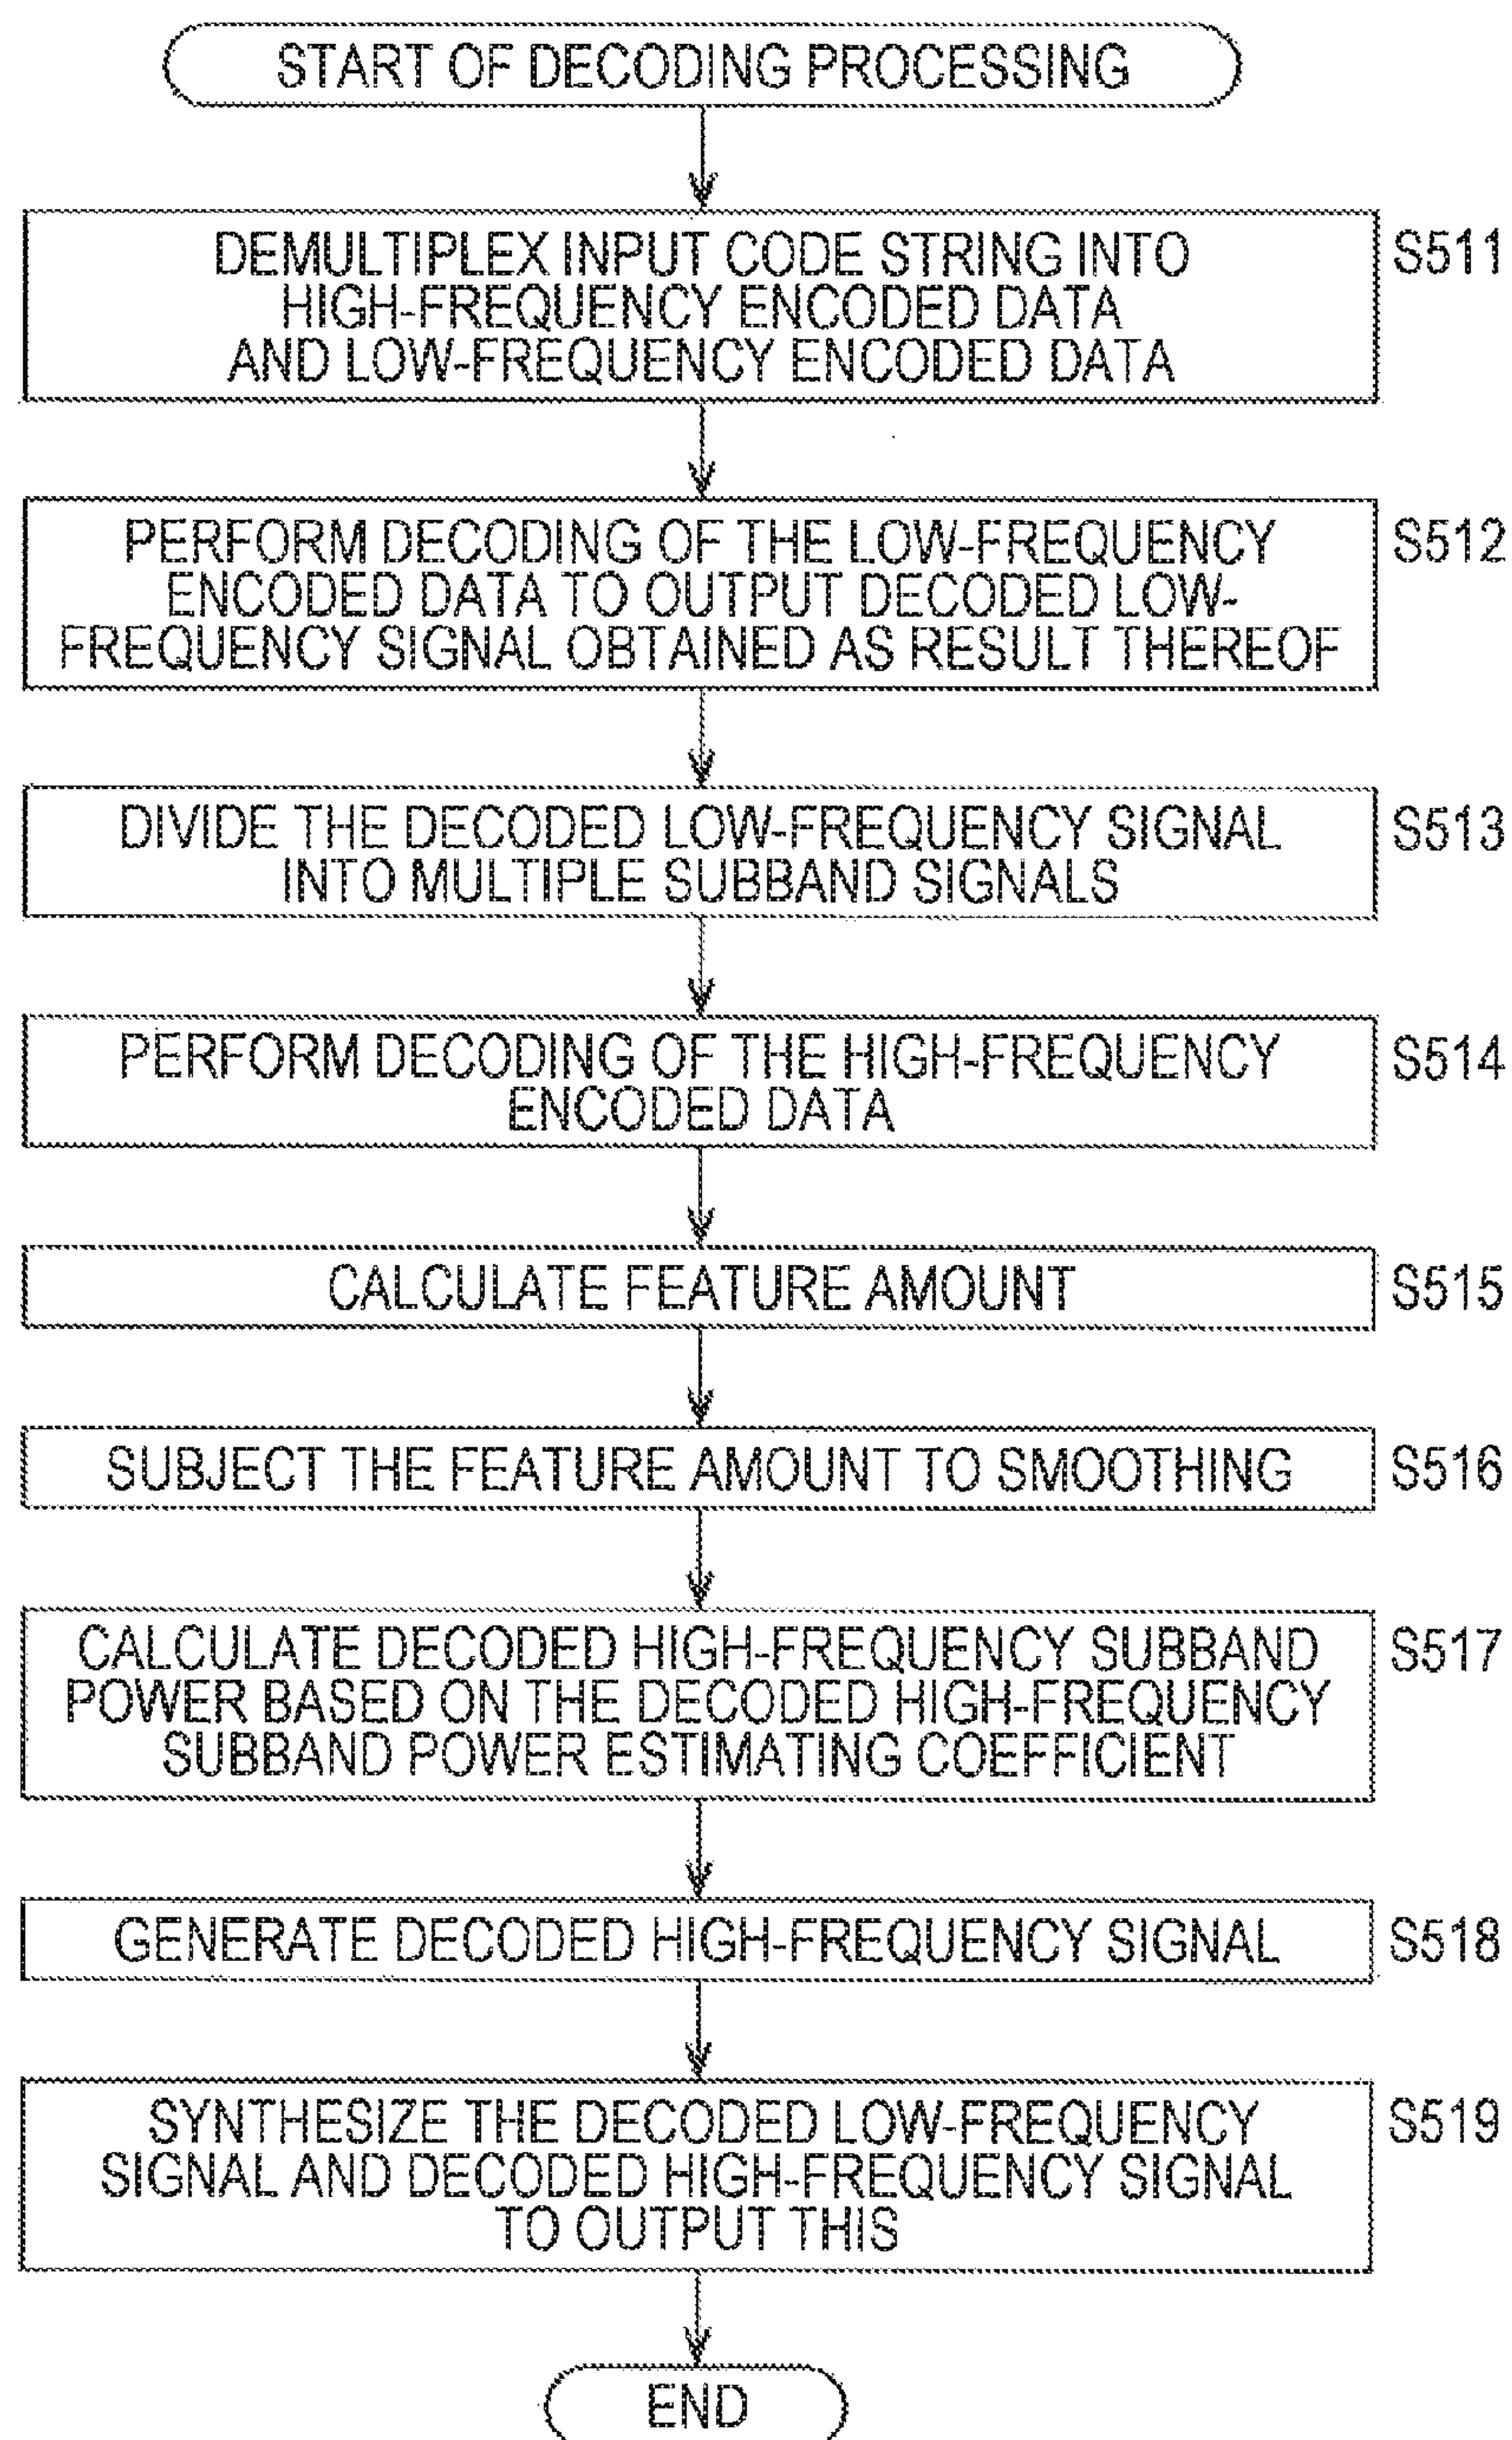 START OF DECODING PROCESSING
DEMULTIPLEX INPUT CODE STRING INTO
HIGH-FREQUENCY ENCODED DATA
AND LOW-FREQUENCY ENCODED DATA
S511
PERFORM DECODING OF THE LOW-FREQUENCY
ENCODED DATA TO OUTPUT DECODED LOW-
FREQUENCY SIGNAL OBTAINED AS RESULT THEREOF
S512
DIVIDE THE DECODED LOW-FREQUENCY SIGNAL
INTO MULTIPLE SUBBAND SIGNALS
S513
PERFORM DECODING OF THE HIGH-FREQUENCY
ENCODED DATA
S514
CALCULATE FEATURE AMOUNT
S515
SUBJECT THE FEATURE AMOUNT TO SMOOTHING
S516
CALCULATE DECODED HIGH-FREQUENCY SUBBAND
POWER BASED ON THE DECODED HIGH-FREQUENCY
SUBBAND POWER ESTIMATING COEFFICIENT
S517
GENERATE DECODED HIGH-FREQUENCY SIGNAL
S518
SYNTHESIZE THE DECODED LOW-FREQUENCY
SIGNAL AND DECODED HIGH-FREQUENCY SIGNAL
TO OUTPUT THIS
S519
END